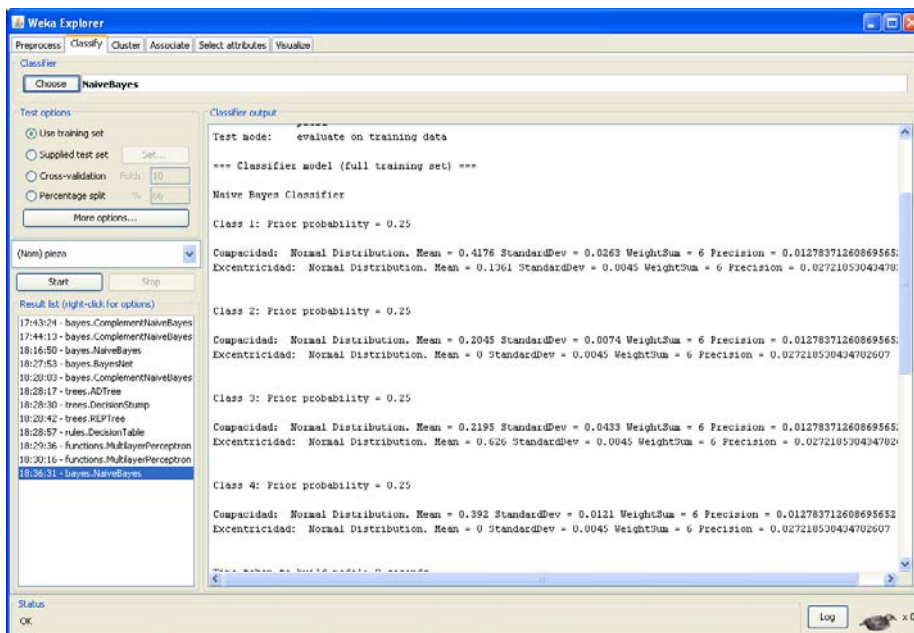 Weka Explorer
Preprocess Classify Cluster Associate Select attributes Visualize
Classifier
Choose NaiveBayes
Test options
Use training set
Supplied test set Set...
Cross-validation Folds 10
Percentage split % 66
More options...
(Nom) pieza
Start Stop
Result list (right-click for options)
17:43:24 - bayes.ComplementNaiveBayes
17:44:13 - bayes.ComplementNaiveBayes
18:16:50 - bayes.NaiveBayes
18:27:53 - bayes.BayesNet
18:28:03 - bayes.ComplementNaiveBayes
18:28:17 - trees.ADTree
18:28:30 - trees.DecisionStump
18:28:42 - trees.REPTree
18:28:57 - rules.DecisionTable
18:29:36 - functions.MultilayerPerceptron
18:30:16 - functions.MultilayerPerceptron
18:36:31 - bayes.NaiveBayes
Classifier output
Test mode: evaluate on training data
=== Classifier model (full training set) ===
Naive Bayes Classifier
Class 1: Prior probability = 0.25
Compacidad: Normal Distribution. Mean = 0.4176 StandardDev = 0.0263 WeightSum = 6 Precision = 0.01278371260869565
Excentricidad: Normal Distribution. Mean = 0.1361 StandardDev = 0.0045 WeightSum = 6 Precision = 0.0272185304347
Class 2: Prior probability = 0.25
Compacidad: Normal Distribution. Mean = 0.2045 StandardDev = 0.0074 WeightSum = 6 Precision = 0.01278371260869565
Excentricidad: Normal Distribution. Mean = 0 StandardDev = 0.0045 WeightSum = 6 Precision = 0.027218530434782607
Class 3: Prior probability = 0.25
Compacidad: Normal Distribution. Mean = 0.2195 StandardDev = 0.0433 WeightSum = 6 Precision = 0.01278371260869565
Excentricidad: Normal Distribution. Mean = 0.626 StandardDev = 0.0045 WeightSum = 6 Precision = 0.02721853043478
Class 4: Prior probability = 0.25
Compacidad: Normal Distribution. Mean = 0.392 StandardDev = 0.0121 WeightSum = 6 Precision = 0.012783712608695652
Excentricidad: Normal Distribution. Mean = 0 StandardDev = 0.0045 WeightSum = 6 Precision = 0.027218530434782607
Status
OK
Log
x 0